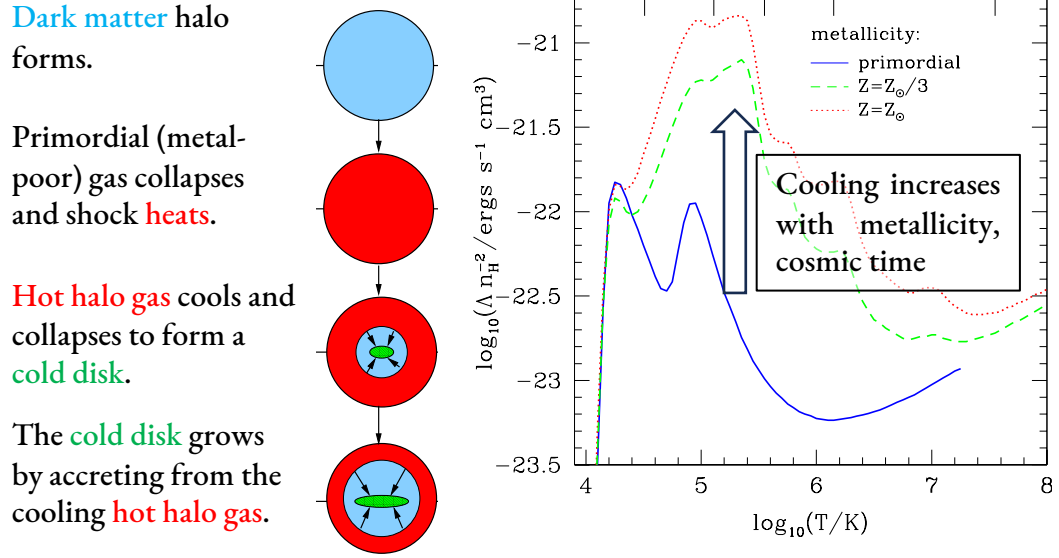 Dark matter halo
forms.
Primordial (metal-
poor) gas collapses
and shock heats.
Hot halo gas cools and
collapses to form a
cold disk.
The cold disk grows
by accreting from the
cooling hot halo gas.
metallicity:
primordial
Z=Z☉/3
Z=Z☉
Cooling increases
with metallicity,
cosmic time
log₁₀(Λ n_H⁻²/ergs s⁻¹ cm³)
−21
−21.5
−22
−22.5
−23
−23.5
4
5
6
7
8
log₁₀(T/K)